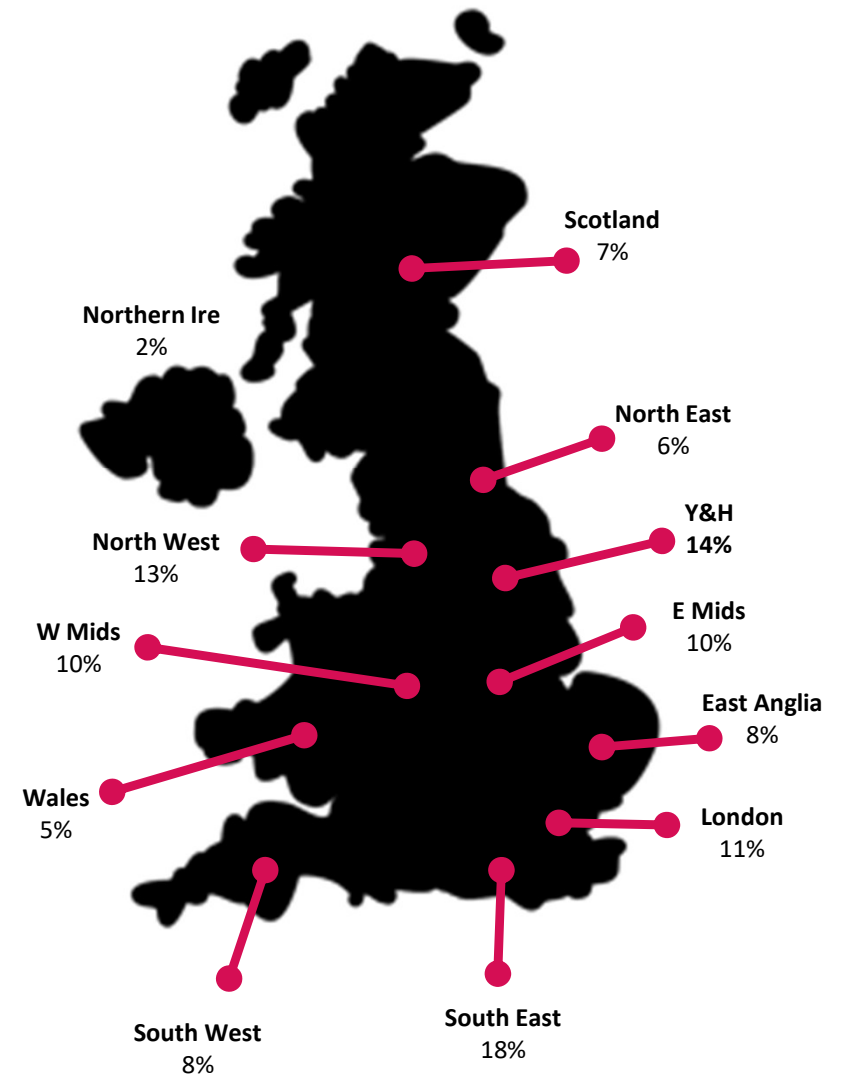 Scotland
7%
Northern Ire
2%
North East
6%
Y&H
14%
North West
13%
E Mids
10%
W Mids
10%
East Anglia
8%
Wales
5%
London
11%
South West
8%
South East
18%